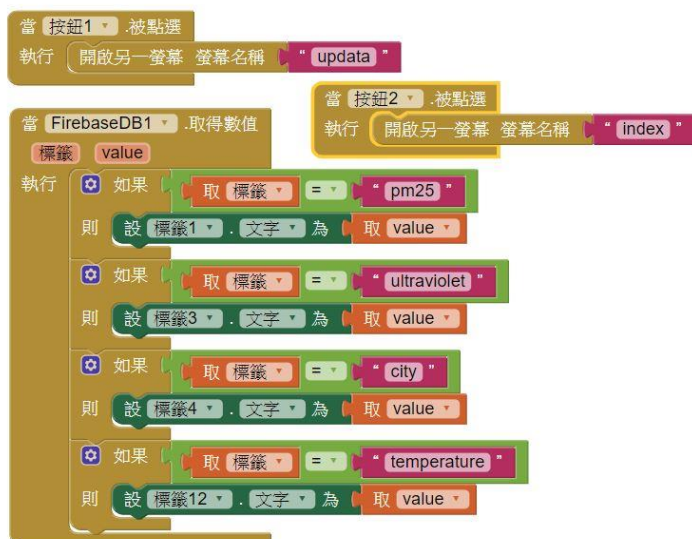 當 按鈕1 .被點選
執行 開啟另一螢幕 螢幕名稱 " updata "
當 按鈕2 .被點選
執行 開啟另一螢幕 螢幕名稱 " index "
當 FirebaseDB1 .取得數值
標籤 value
執行 如果 取 標籤 = " pm25 "
則 設 標籤1 . 文字 為 取 value
如果 取 標籤 = " ultraviolet "
則 設 標籤3 . 文字 為 取 value
如果 取 標籤 = " city "
則 設 標籤4 . 文字 為 取 value
如果 取 標籤 = " temperature "
則 設 標籤12 . 文字 為 取 value